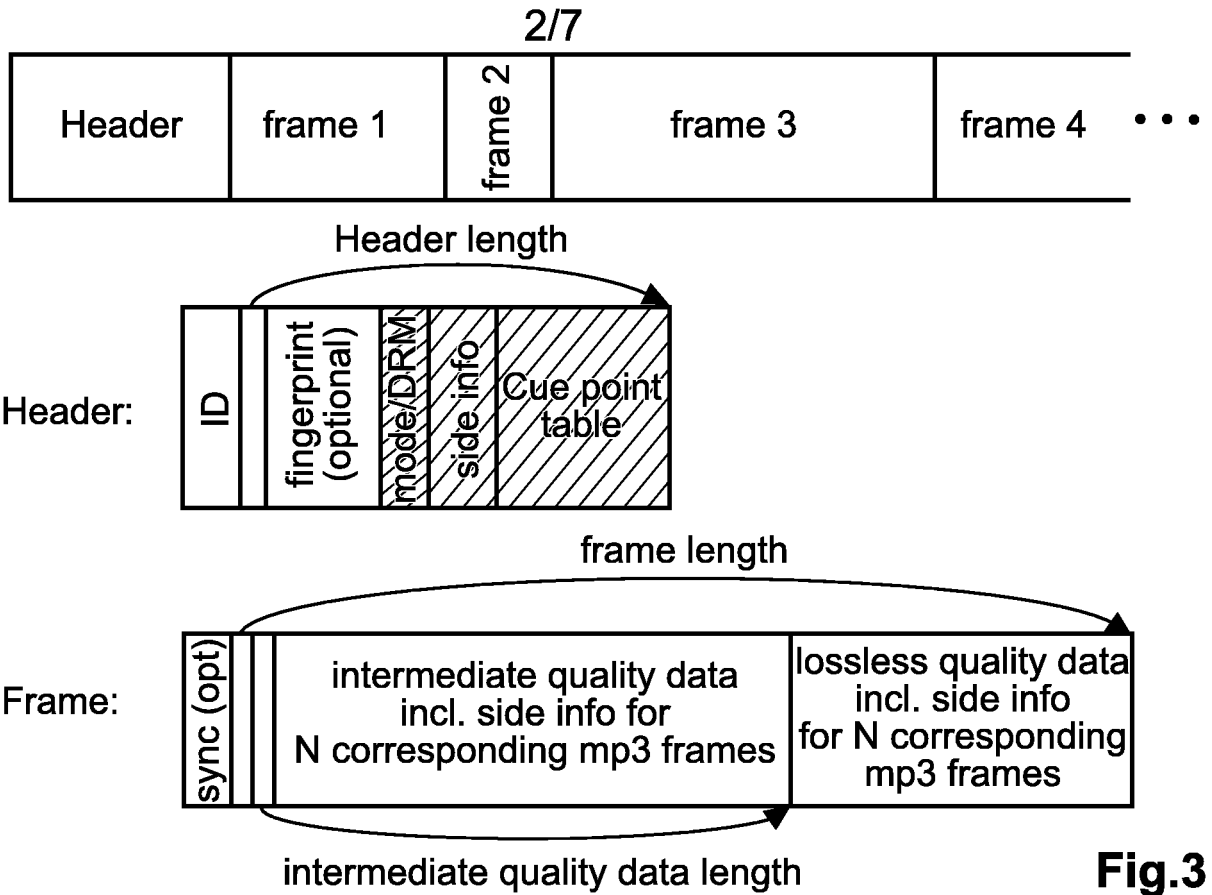 2/7
Header
frame 1
frame 2
frame 3
frame 4
• • •
Header length
Header:
ID
fingerprint
(optional)
mode/DRM
side info
Cue point
table
frame length
Frame:
sync (opt)
intermediate quality data
incl. side info for
N corresponding mp3 frames
lossless quality data
incl. side info
for N corresponding
mp3 frames
intermediate quality data length
Fig.3